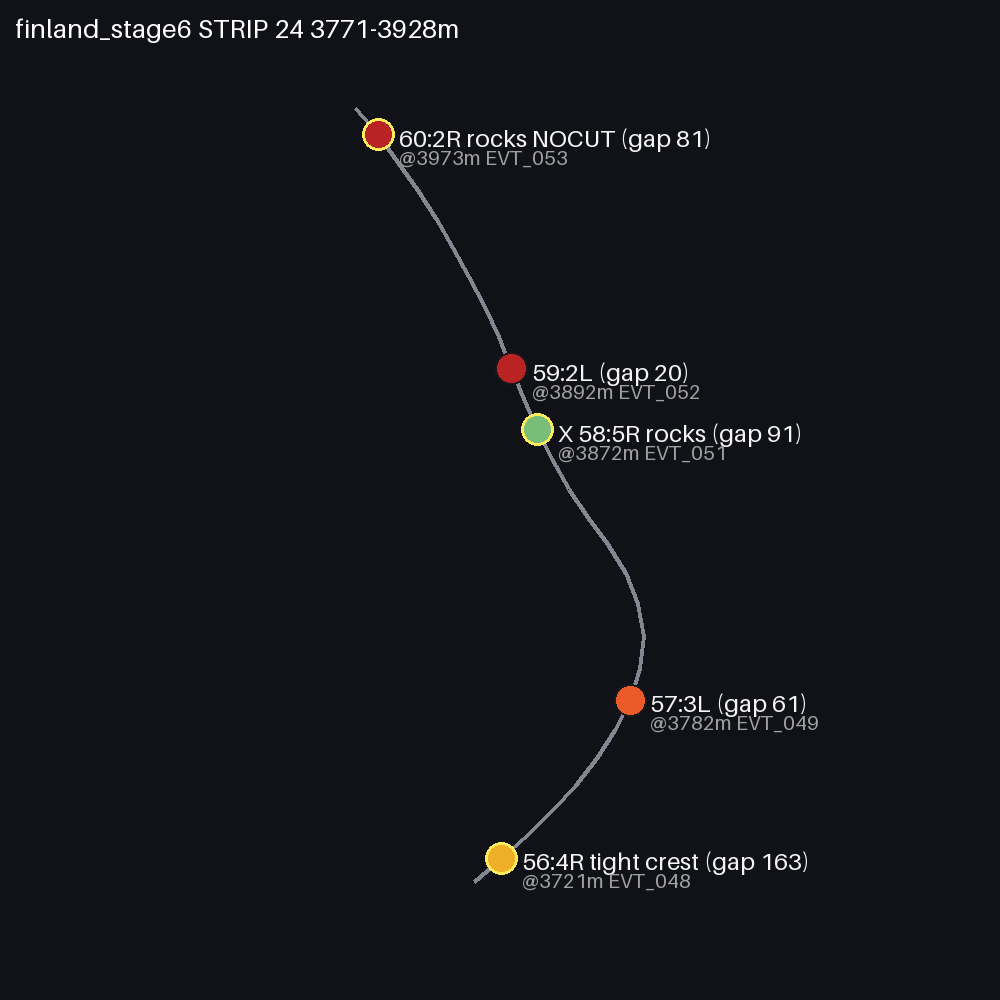 finland_stage6 STRIP 24 3771-3928m
60:2R rocks NOCUT (gap 81)
@3973m EVT_053
59:2L (gap 20)
@3892m EVT_052
X 58:5R rocks (gap 91)
@3872m EVT_051
57:3L (gap 61)
@3782m EVT_049
56:4R tight crest (gap 163)
@3721m EVT_048